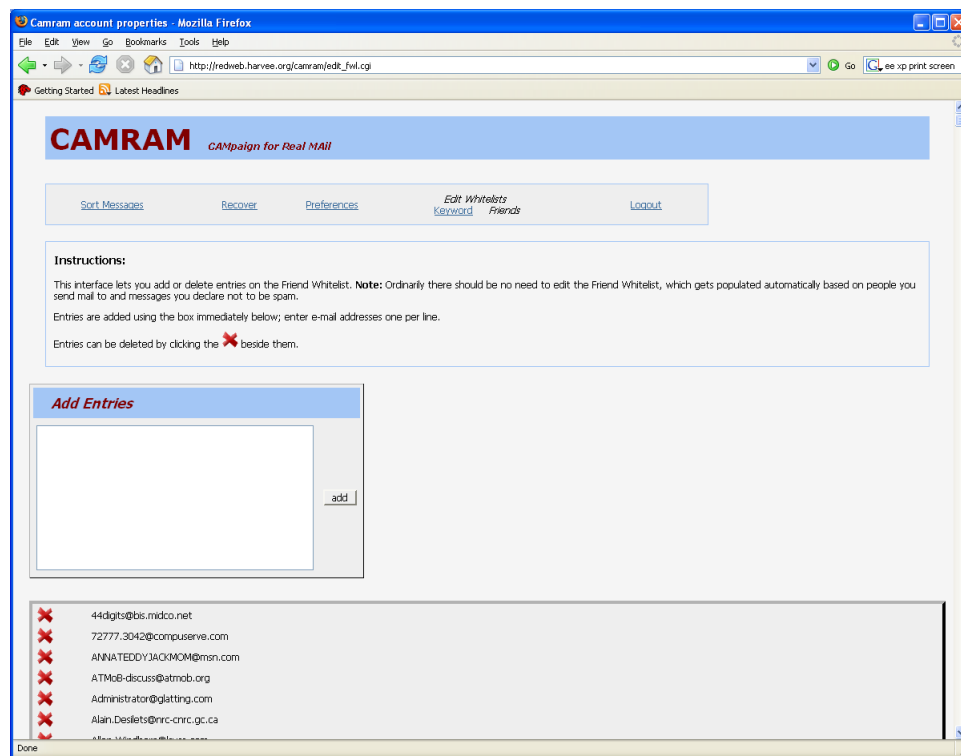 Camram account properties - Mozilla Firefox
File Edit View Go Bookmarks Tools Help
http://redweb.harvee.org/camram/edit_fwl.cgi Go ee xp print screen
Getting Started Latest Headlines
CAMRAM CAMpaign for Real MAil
Sort Messages Recover Preferences Edit Whitelists Logout
Keyword Friends
Instructions:
This interface lets you add or delete entries on the Friend Whitelist. Note: Ordinarily there should be no need to edit the Friend Whitelist, which gets populated automatically based on people you
send mail to and messages you declare not to be spam.
Entries are added using the box immediately below; enter e-mail addresses one per line.
Entries can be deleted by clicking the beside them.
Add Entries
add
44digits@bis.midco.net
72777.3042@compuserve.com
ANNATEDDYJACKMOM@msn.com
ATMoB-discuss@atmob.org
Administrator@glatting.com
Alain.Desilets@nrc-cnrc.gc.ca
Done